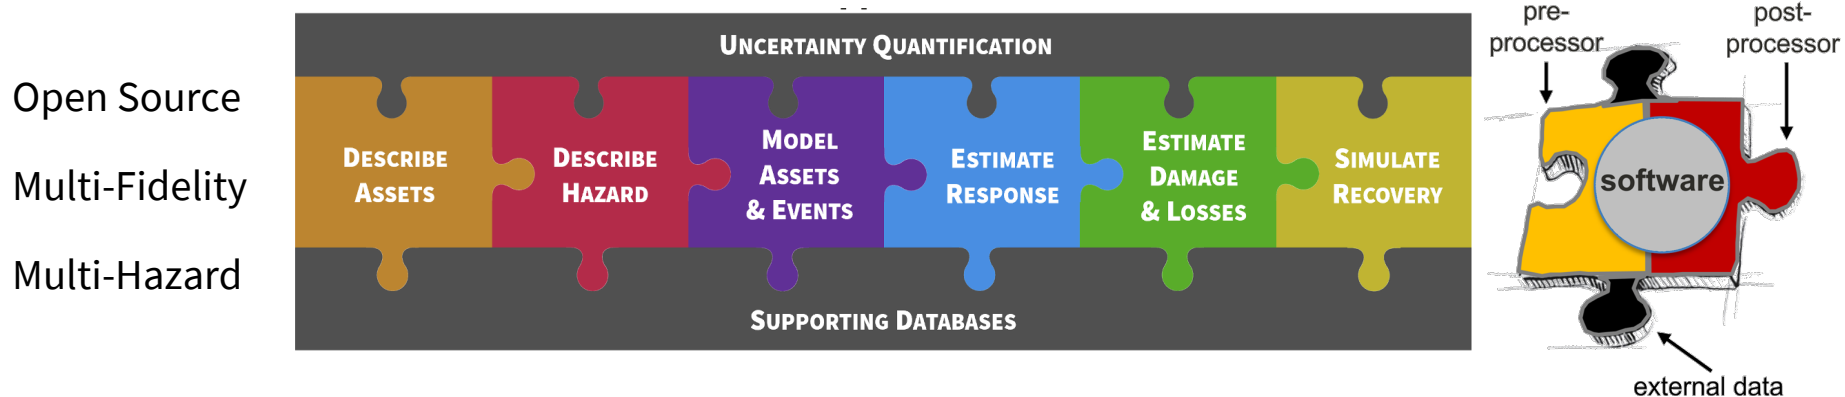 Open Source
Multi-Fidelity
Multi-Hazard
UNCERTAINTY QUANTIFICATION
DESCRIBE
ASSETS
DESCRIBE
HAZARD
MODEL
ASSETS
& EVENTS
ESTIMATE
RESPONSE
ESTIMATE
DAMAGE
& LOSSES
SIMULATE
RECOVERY
SUPPORTING DATABASES
pre-
processor
post-
processor
software
external data